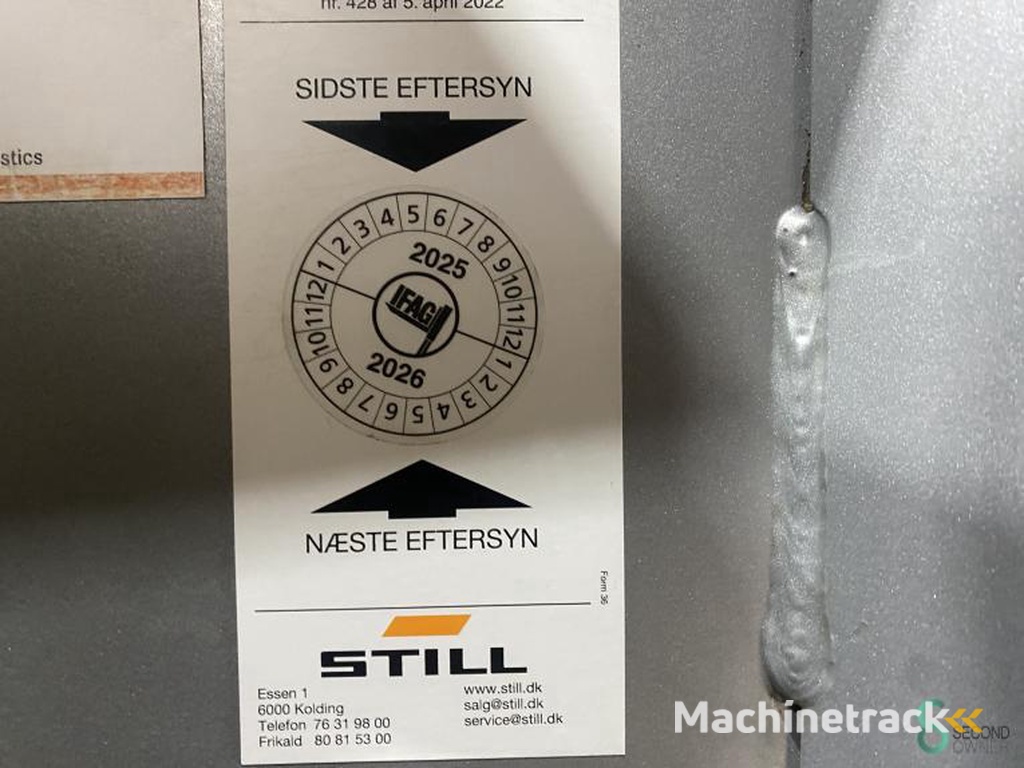 nr. 428 af 5. april 2022
SIDSTE EFTERSYN
stics
1 2 3 4 5 6 7 8 9 10 11 12
2025
IFAG
2026
1 2 3 4 5 6 7 8 9 10 11 12
NÆSTE EFTERSYN
Form 36
STILL
Essen 1
6000 Kolding
Telefon 76 31 98 00
Frikald 80 81 53 00
www.still.dk
salg@still.dk
service@still.dk
Machinetrack
SECOND
OWNER